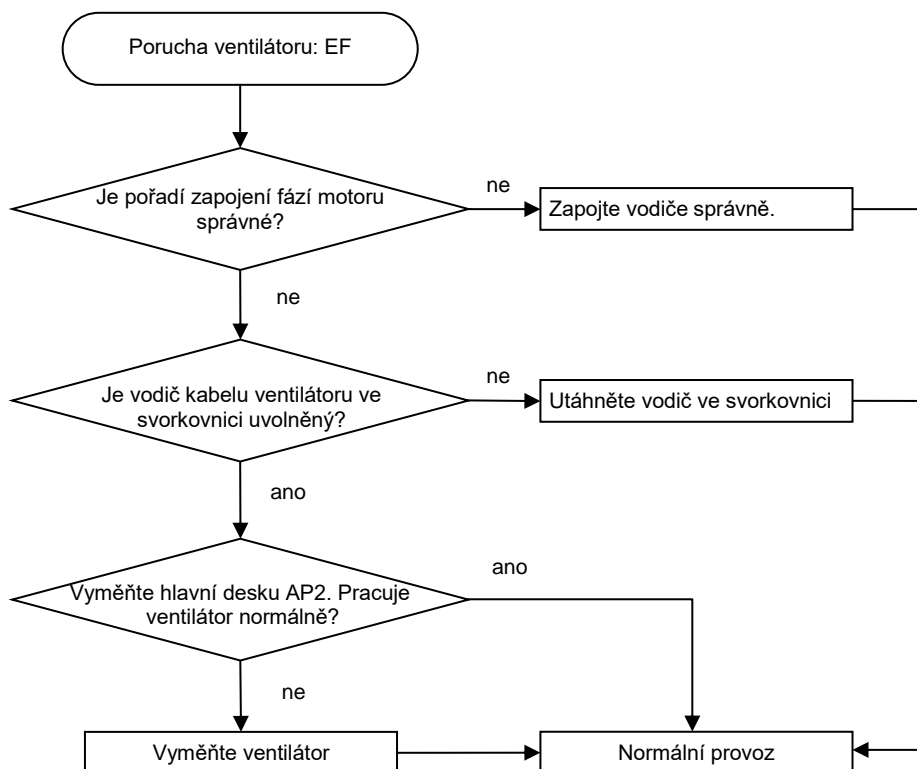 Porucha ventilátoru: EF
Je pořadí zapojení fází motoru
správné?
ne
Zapojte vodiče správně.
ne
Je vodič kabelu ventilátoru ve
svorkovnici uvolněný?
ne
Utáhněte vodič ve svorkovnici
ano
Vyměňte hlavní desku AP2. Pracuje
ventilátor normálně?
ano
ne
Vyměňte ventilátor
Normální provoz